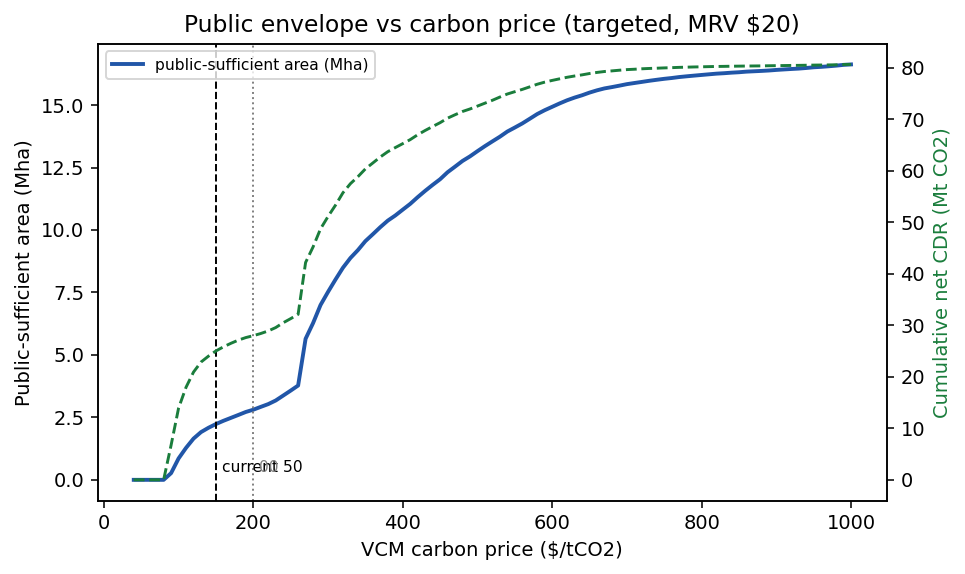 Public envelope vs carbon price (targeted, MRV $20)
public-sufficient area (Mha)
Public-sufficient area (Mha)
15.0
12.5
10.0
7.5
5.0
2.5
0.0
80
70
60
50
40
30
20
10
0
Cumulative net CDR (Mt CO2)
current 50
0 200 400 600 800 1000
VCM carbon price ($/tCO2)